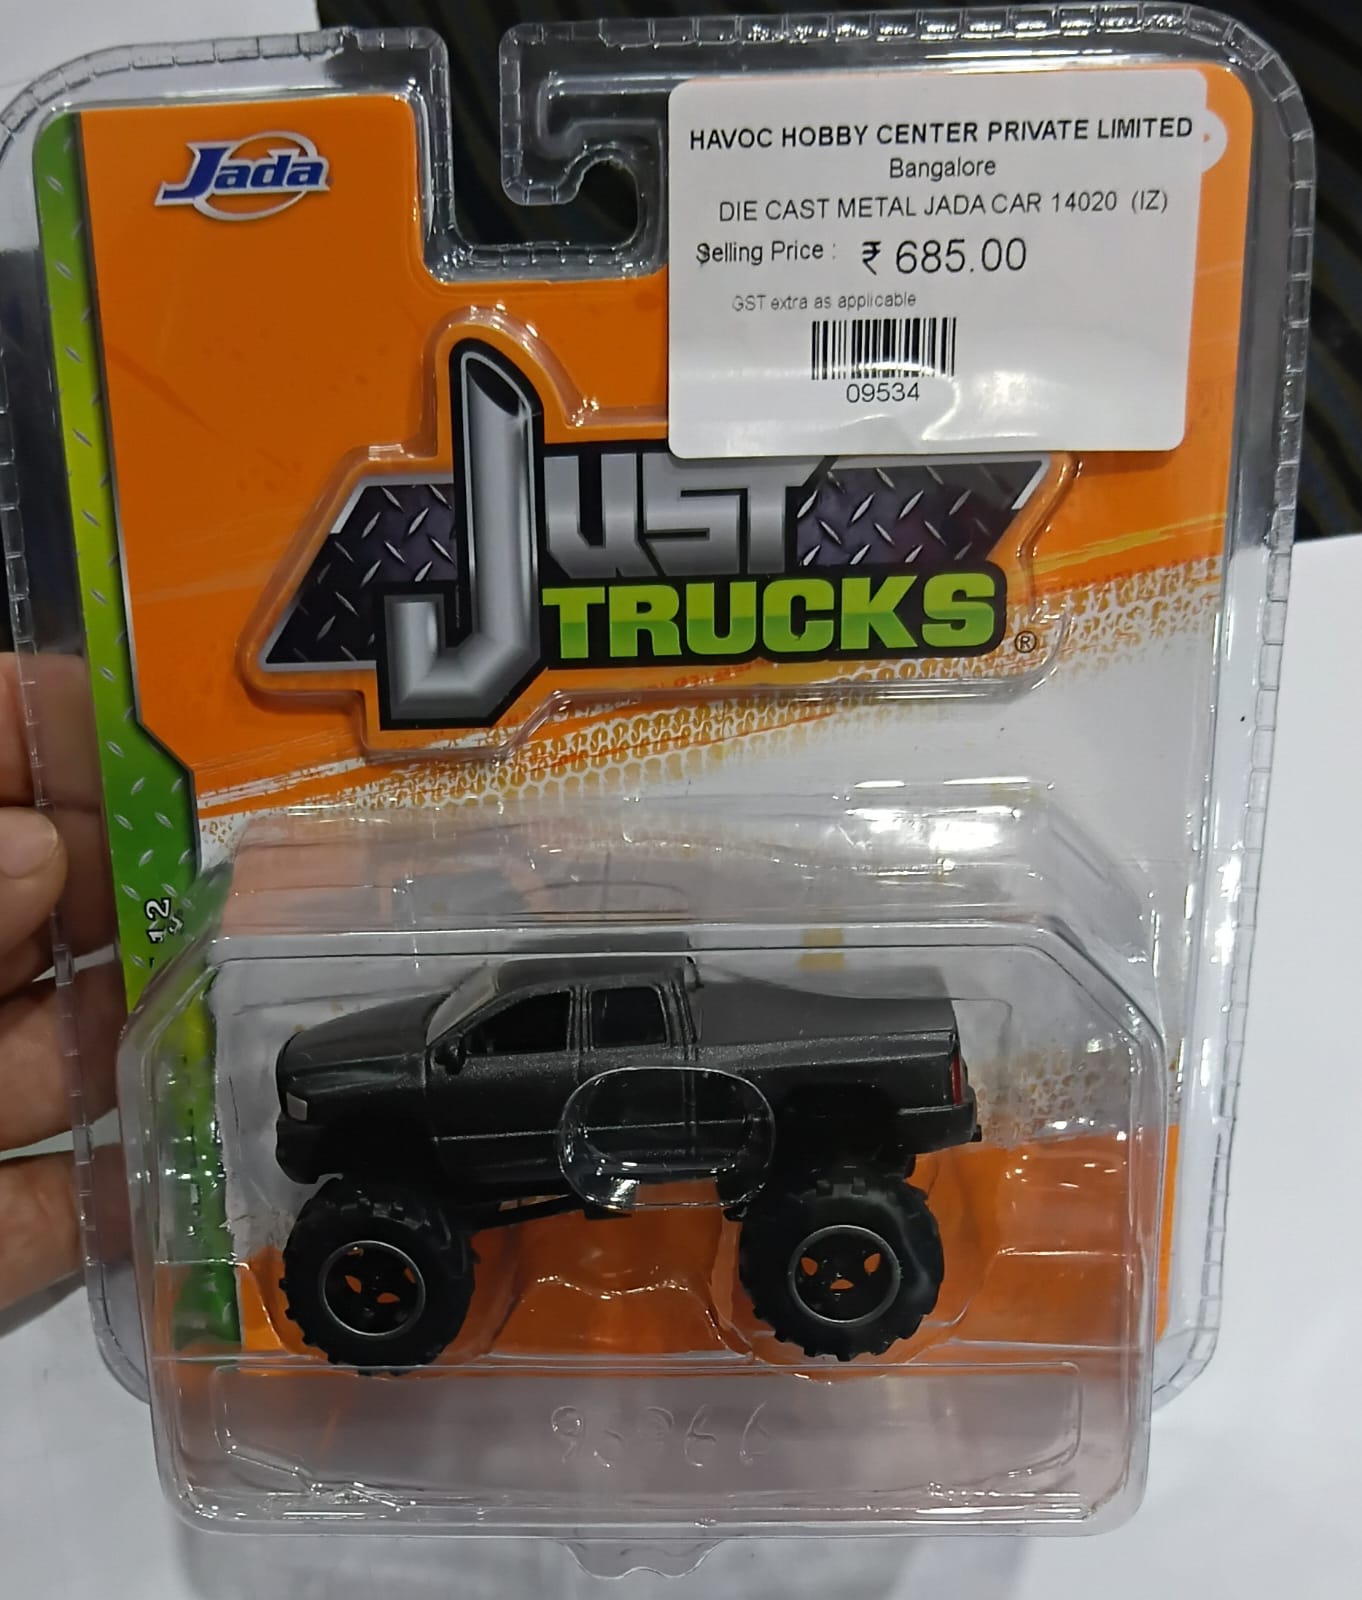 Jada
HAVOC HOBBY CENTER PRIVATE LIMITED
Bangalore
DIE CAST METAL JADA CAR 14020 (IZ)
Selling Price : ₹ 685.00
GST extra as applicable
09534
JUST
TRUCKS®